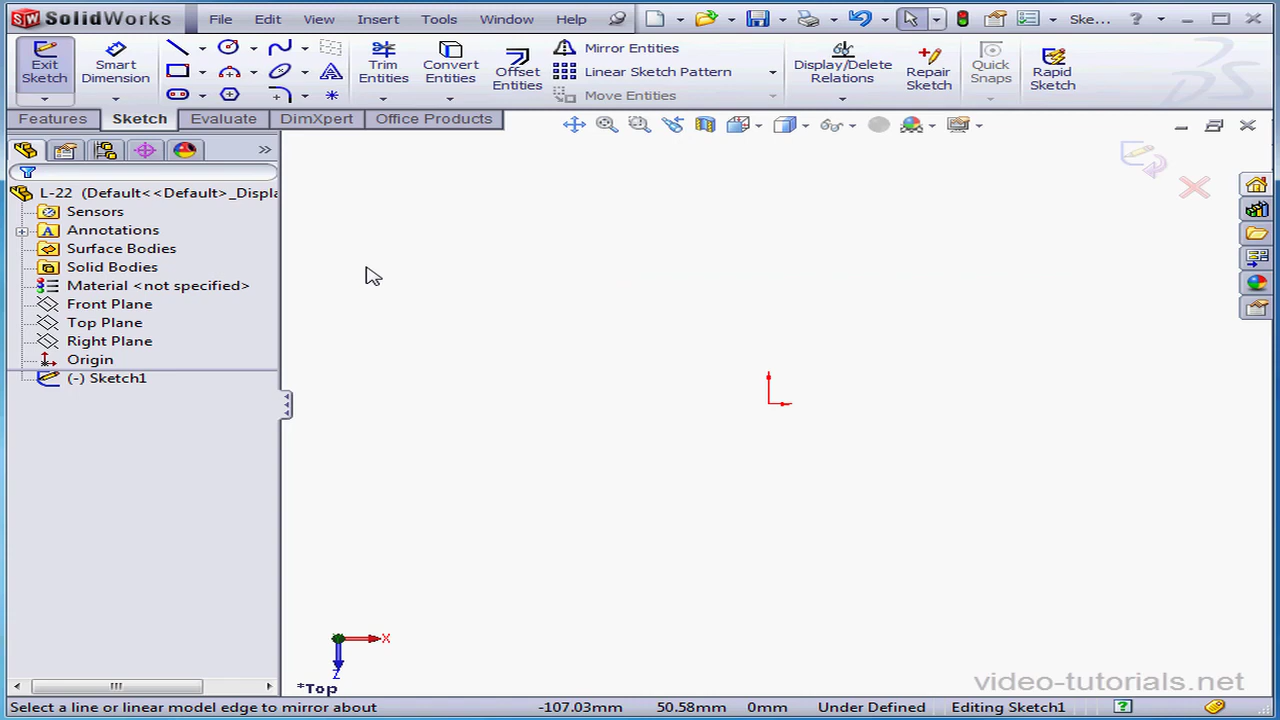 SW SolidWorks File Edit View Insert Tools Window Help Ske... ?
Exit Sketch
Smart Dimension
Trim Entities
Convert Entities
Offset Entities
Mirror Entities
Linear Sketch Pattern
Move Entities
Display/Delete Relations
Repair Sketch
Quick Snaps
Rapid Sketch
Features Sketch Evaluate DimXpert Office Products
L-22 (Default<<Default>_Displa
Sensors
A Annotations
Surface Bodies
Solid Bodies
Material <not specified>
Front Plane
Top Plane
Right Plane
Origin
(-) Sketch1
X
Z
*Top
video-tutorials.net
Select a line or linear model edge to mirror about -107.03mm 50.58mm 0mm Under Defined Editing Sketch1 ?